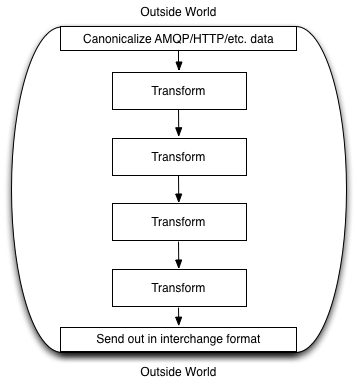 Outside World
Canonicalize AMQP/HTTP/etc. data
Transform
Transform
Transform
Transform
Send out in interchange format
Outside World